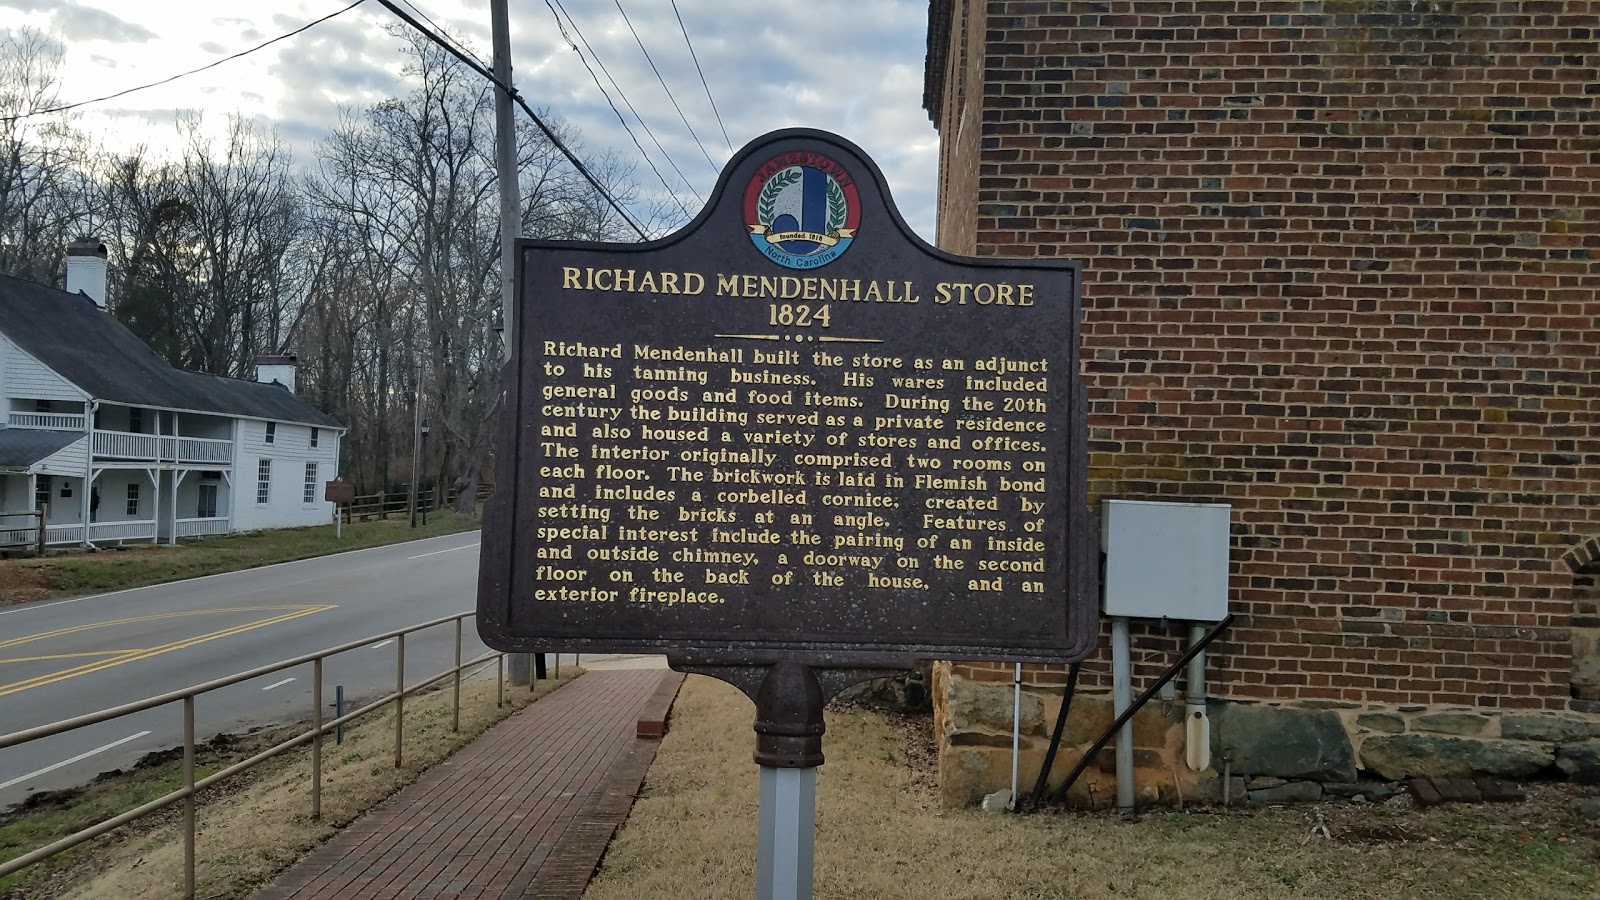 JAMESTOWN
founded 1816
North Carolina
RICHARD MENDENHALL STORE
1824
Richard Mendenhall built the store as an adjunct
to his tanning business. His wares included
general goods and food items. During the 20th
century the building served as a private residence
and also housed a variety of stores and offices.
The interior originally comprised two rooms on
each floor. The brickwork is laid in Flemish bond
and includes a corbelled cornice, created by
setting the bricks at an angle. Features of
special interest include the pairing of an inside
and outside chimney, a doorway on the second
floor on the back of the house, and an
exterior fireplace.